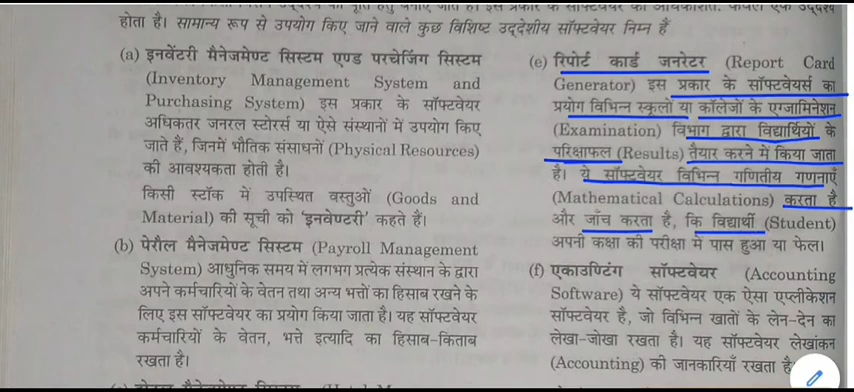 होता है। सामान्य रूप से उपयोग किए जाने वाले कुछ विशिष्ट उद्देशीय सॉफ्टवेयर निम्न हैं
(a) इनवेंटरी मैनेजमेण्ट सिस्टम एण्ड परचेजिंग सिस्टम
(Inventory Management System and
Purchasing System) इस प्रकार के सॉफ्टवेयर
अधिकतर जनरल स्टोरर्स या ऐसे संस्थानों में उपयोग किए
जाते हैं, जिनमें भौतिक संसाधनों (Physical Resources)
की आवश्यकता होती है।
किसी स्टॉक में उपस्थित वस्तुओं (Goods and
Material) की सूची को 'इनवेण्टरी' कहते हैं।
(b) पेरौल मैनेजमेण्ट सिस्टम (Payroll Management
System) आधुनिक समय में लगभग प्रत्येक संस्थान के द्वारा
अपने कर्मचारियों के वेतन तथा अन्य भत्तों का हिसाब रखने के
लिए इस सॉफ्टवेयर का प्रयोग किया जाता है। यह सॉफ्टवेयर
कर्मचारियों के वेतन, भत्ते इत्यादि का हिसाब-किताब
रखता है।
(e) रिपोर्ट कार्ड जनरेटर (Report Card
Generator) इस प्रकार के सॉफ्टवेयर्स का
प्रयोग विभिन्न स्कूलों या कॉलेजों के एग्जामिनेशन
(Examination) विभाग द्वारा विद्यार्थियों के
परिक्षाफल (Results) तैयार करने में किया जाता
है। ये सॉफ्टवेयर विभिन्न गणितीय गणनाएँ
(Mathematical Calculations) करता है
और जाँच करता है, कि विद्यार्थी (Student)
अपनी कक्षा की परीक्षा में पास हुआ या फेल।
(f) एकाउण्टिंग सॉफ्टवेयर (Accounting
Software) ये सॉफ्टवेयर एक ऐसा एप्लीकेशन
सॉफ्टवेयर है, जो विभिन्न खातों के लेन-देन का
लेखा-जोखा रखता है। यह सॉफ्टवेयर लेखांकन
(Accounting) की जानकारियाँ रखता है